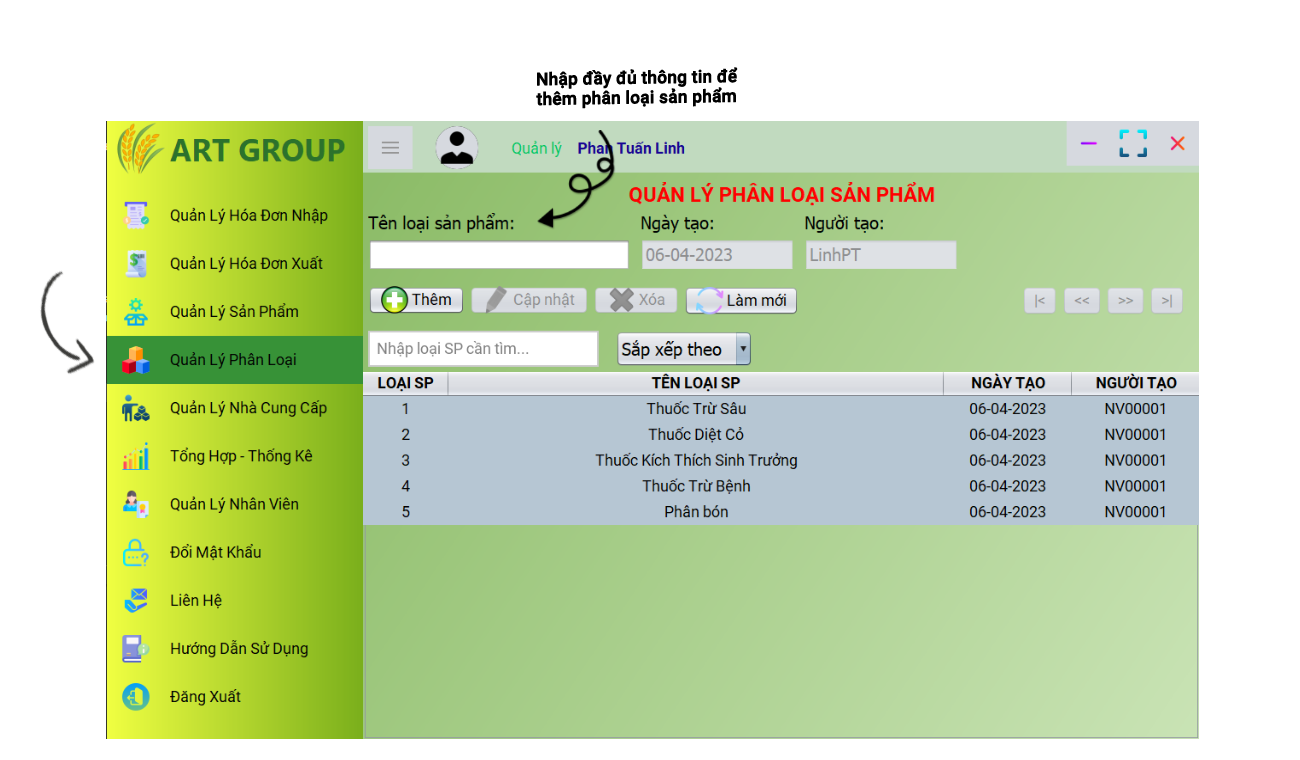 Nhập đầy đủ thông tin để
thêm phân loại sản phẩm
ART GROUP
Quản lý Phan Tuấn Linh
Quản Lý Hóa Đơn Nhập
Quản Lý Hóa Đơn Xuất
Quản Lý Sản Phẩm
Quản Lý Phân Loại
Quản Lý Nhà Cung Cấp
Tổng Hợp - Thống Kê
Quản Lý Nhân Viên
Đổi Mật Khẩu
Liên Hệ
Hướng Dẫn Sử Dụng
Đăng Xuất
QUẢN LÝ PHÂN LOẠI SẢN PHẨM
Tên loại sản phẩm: Ngày tạo: Người tạo:
06-04-2023 LinhPT
Thêm Cập nhật Xóa Làm mới |< << >> >|
Nhập loại SP cần tìm... Sắp xếp theo
LOẠI SP TÊN LOẠI SP NGÀY TẠO NGƯỜI TẠO
1 Thuốc Trừ Sâu 06-04-2023 NV00001
2 Thuốc Diệt Cỏ 06-04-2023 NV00001
3 Thuốc Kích Thích Sinh Trưởng 06-04-2023 NV00001
4 Thuốc Trừ Bệnh 06-04-2023 NV00001
5 Phân bón 06-04-2023 NV00001